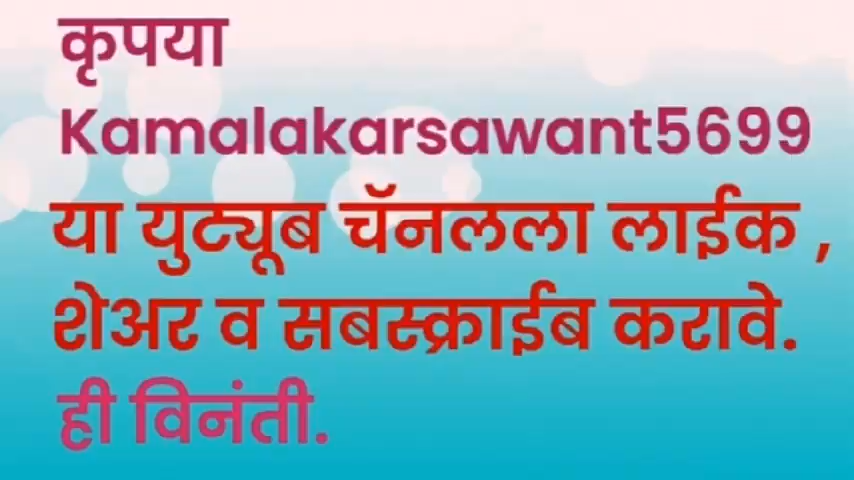 कृपया
Kamalakarsawant5699
या युट्यूब चॅनलला लाईक ,
शेअर व सबस्क्राईब करावे.
ही विनंती.